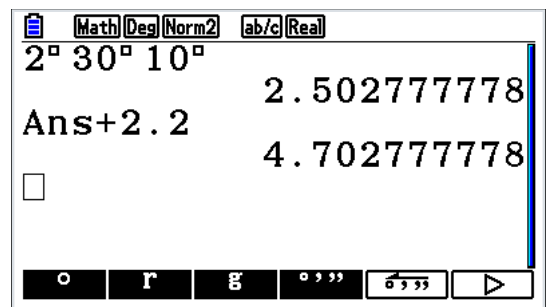 Math Deg Norm2 ab/c Real
2° 30° 10°
2.502777778
Ans+2.2
4.702777778
° r g ° ’ ” ° ’ ” ▷